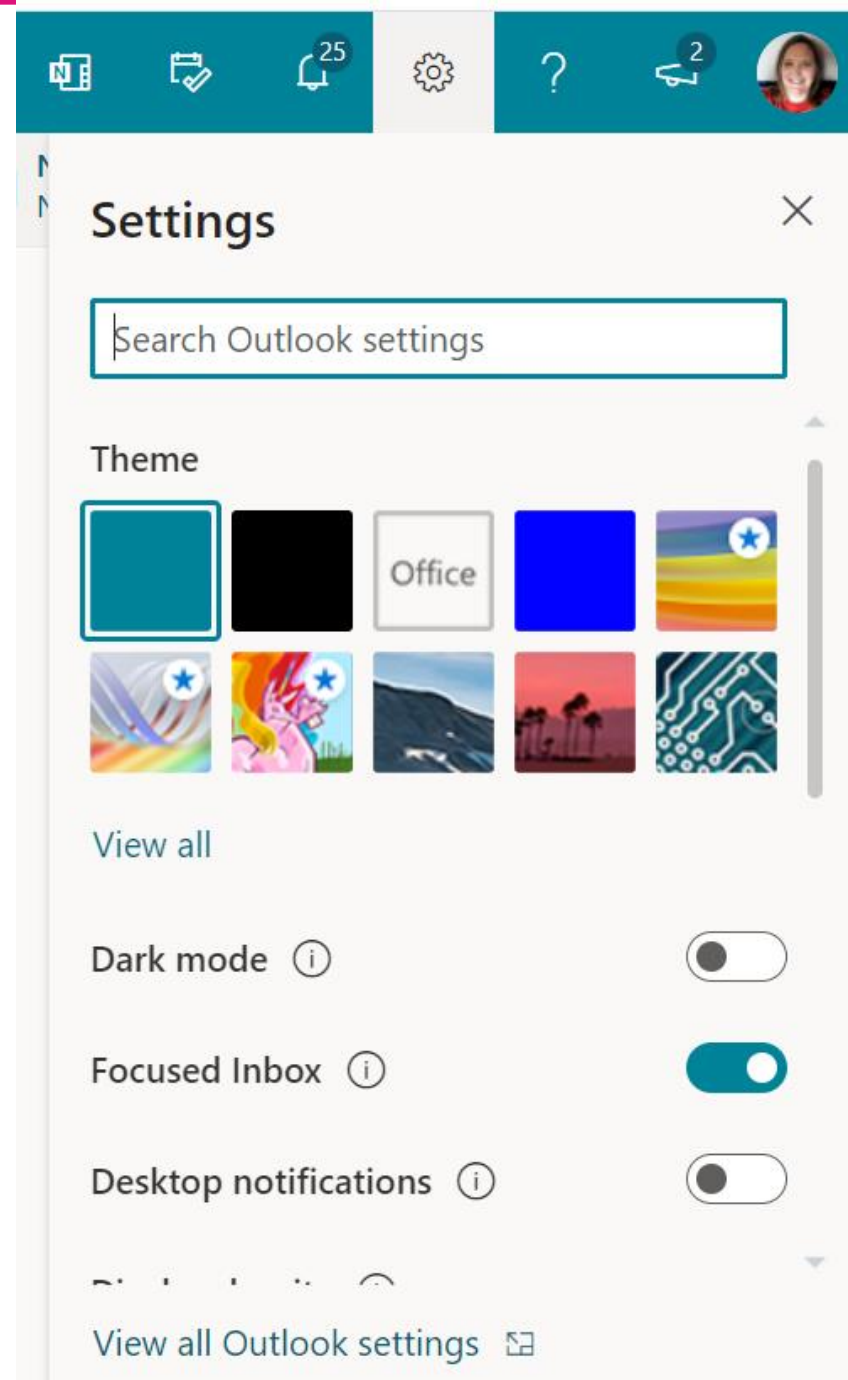 25
2
N
N
Settings
Search Outlook settings
Theme
Office
View all
Dark mode
Focused Inbox
Desktop notifications
View all Outlook settings